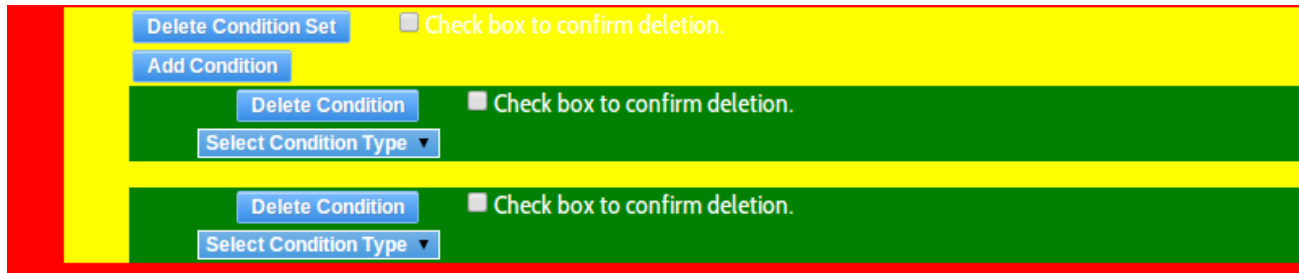 Delete Condition Set Check box to confirm deletion.
Add Condition
Delete Condition Check box to confirm deletion.
Select Condition Type ▼
Delete Condition Check box to confirm deletion.
Select Condition Type ▼